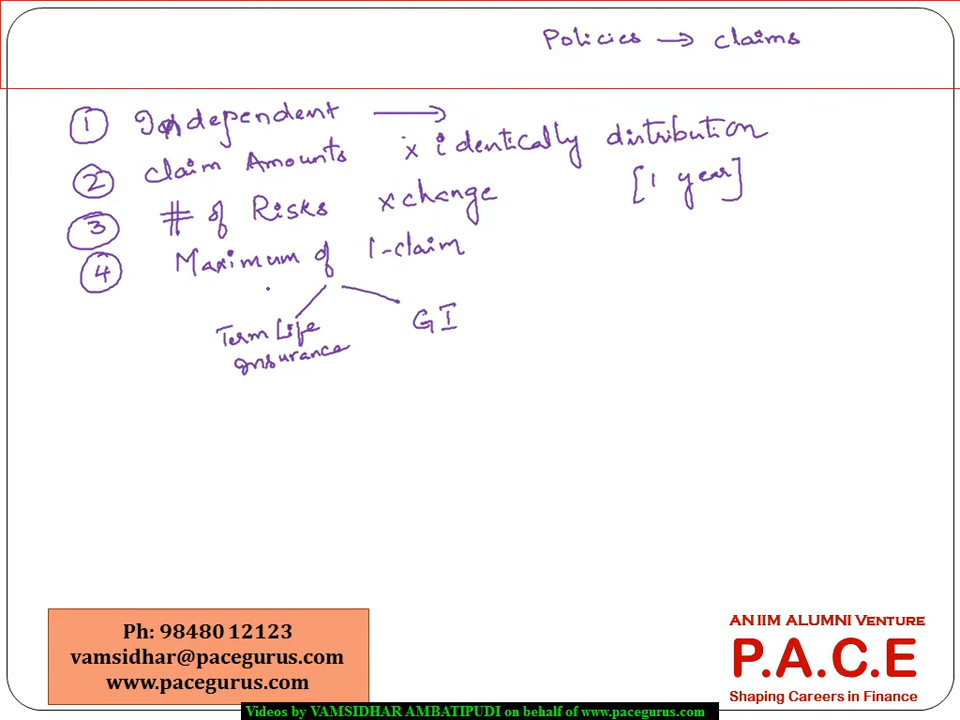 Policies → claims
① Independent →
② Claim Amounts x identically distribution
③ # of Risks x change [1 year]
④ Maximum of 1-claim
Term Life Insurance
GI
Ph: 98480 12123
vamsidhar@pacegurus.com
www.pacegurus.com
AN IIM ALUMNI VENTURE
P.A.C.E
Shaping Careers in Finance
Videos by VAMSIDHAR AMBATIPUDI on behalf of www.pacegurus.com